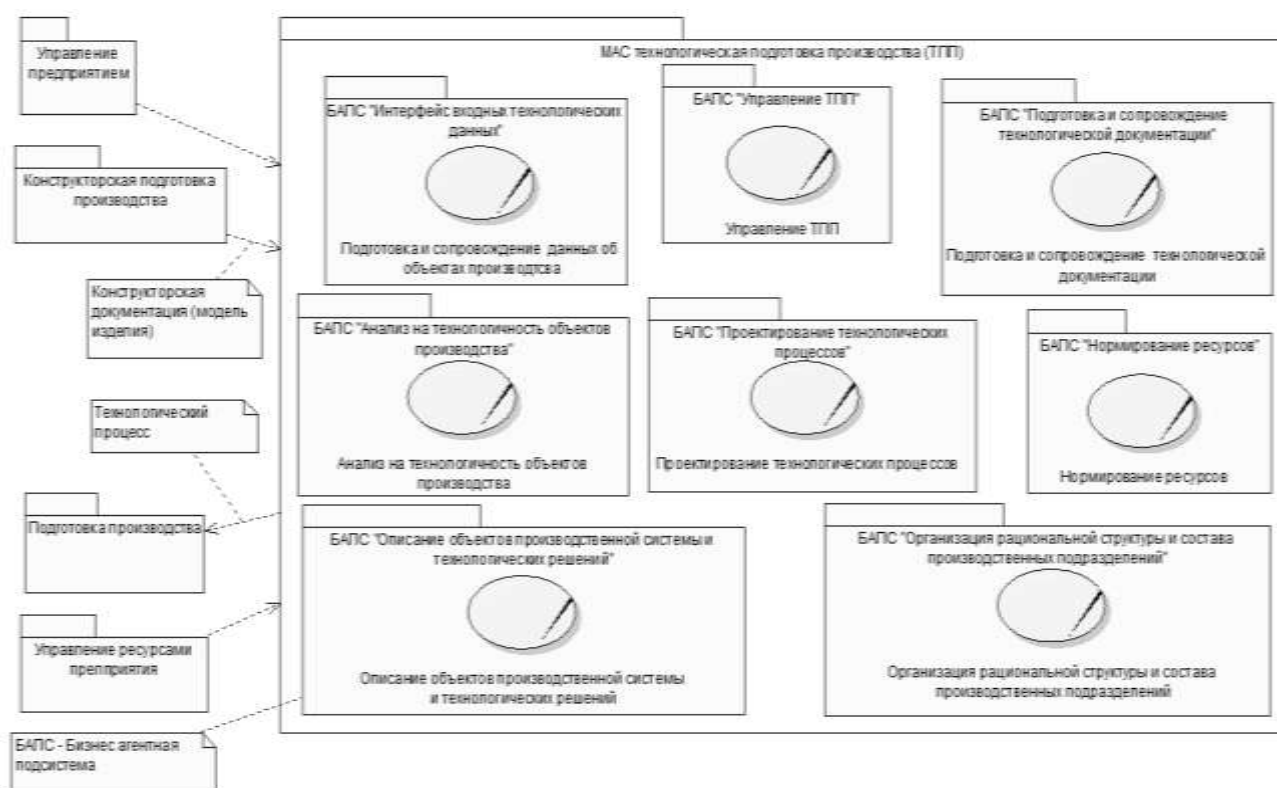 Управление
предприятием
Конструкторская подготовка
производства
Конструкторская
документация (модель
изделия)
Технологический
процесс
Подготовка производства
Управление ресурсами
преплриятия
БАПС - Бизнес агентная
подсистема
МАС технологическая подготовка производства (ТПП)
БАПС "Интерфейс входных технологических
данных"
Подготовка и сопровождение данных об
объектах производтсва
БАПС "Управление ТПП"
Управление ТПП
БАПС "Подготовка и сопровождение
технологической документации"
Подготовка и сопровождение технологической
документации
БАПС "Анализ на технологичность объектов
производства"
Анализ на технологичность объектов
производства
БАПС "Проектирование технологических
процессов"
Проектирование технологических процессов
БАПС "Нормирование ресурсов"
Нормирование ресурсов
БАПС "Описание объектов производственной системы и
технологических решений"
Описание объектов производственной системы
и технологических решений
БАПС "Организация рациональной структуры и состава
производственных подразделений"
Организация рациональной структуры и состава
производственных подразделений